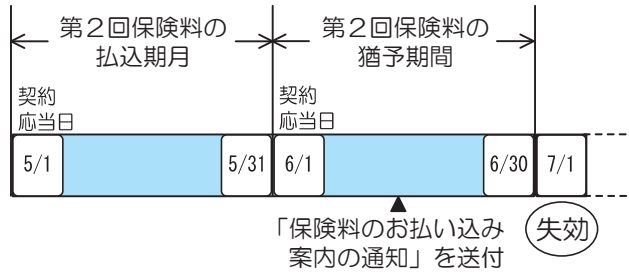 第2回保険料の
払込期月
第2回保険料の
猶予期間
契約
応当日
契約
応当日
5/1
5/31
6/1
6/30
7/1
「保険料のお払い込み
案内の通知」を送付
失効